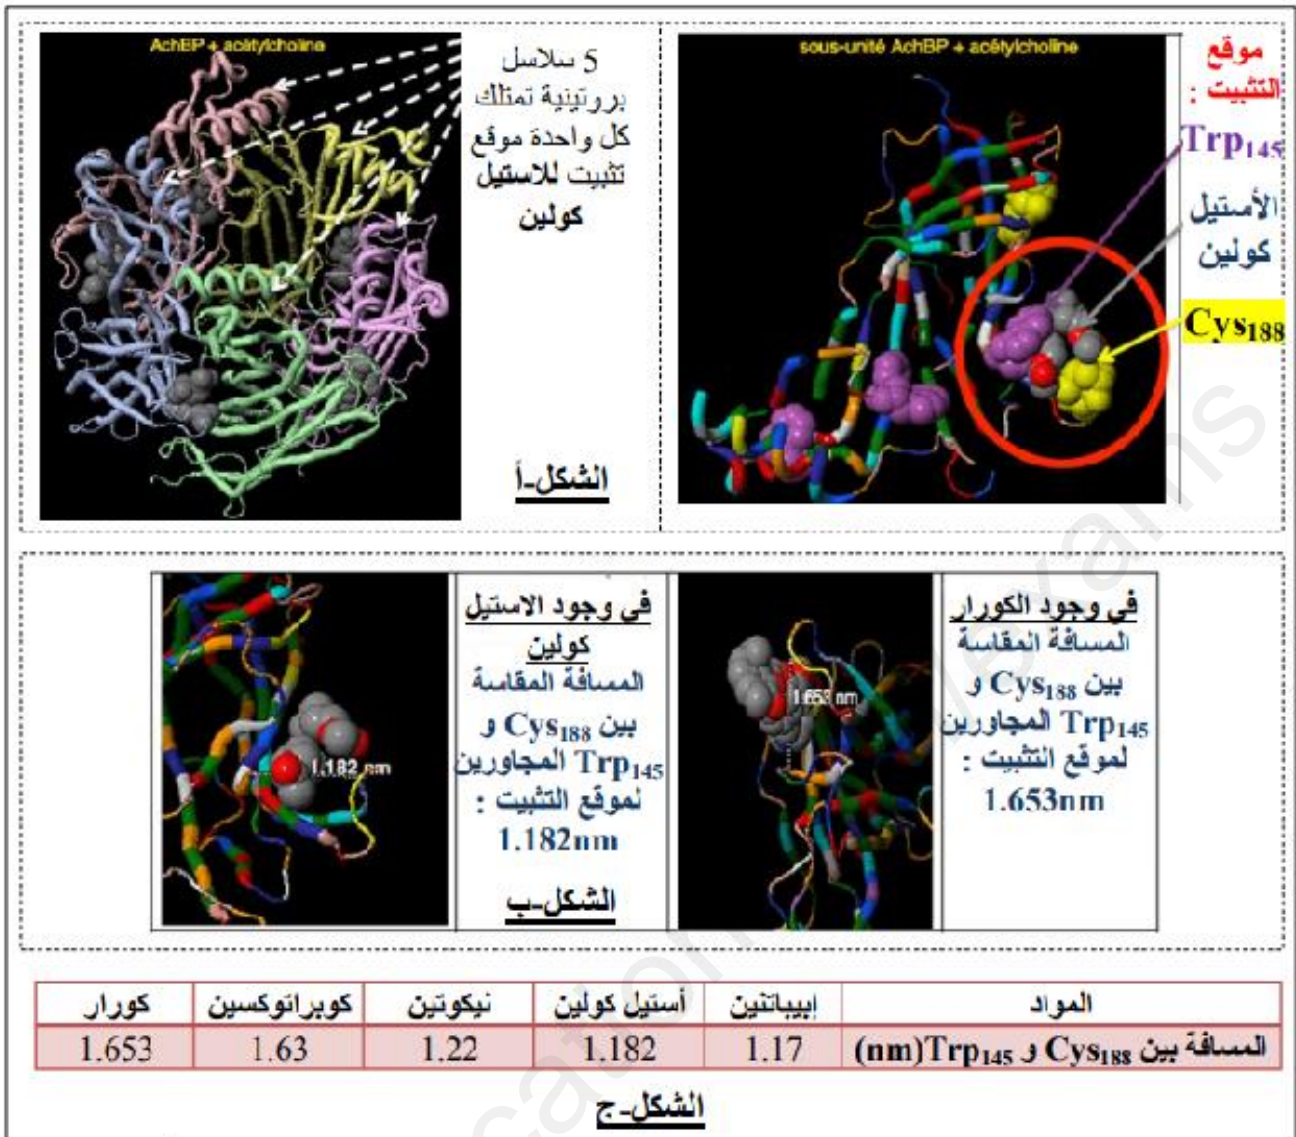 AchBP + acétylcholine
5 سلاسل
بروتينية تمتلك
كل واحدة موقع
تثبيت للاستيل
كولين
الشكل-أ
sous-unité AchBP + acétylcholine
موقع
التثبيت :
Trp145
الأستيل
كولين
Cys188
1.182 nm
في وجود الاستيل
كولين
المسافة المقاسة
بين Cys188 و
Trp145 المجاورين
لموقع التثبيت :
1.182nm
الشكل-ب
1.653 nm
في وجود الكورار
المسافة المقاسة
بين Cys188 و
Trp145 المجاورين
لموقع التثبيت :
1.653nm
المواد إيبيباتثين أستيل كولين نيكوتين كوبراتوكسين كورار
المسافة بين Cys188 و Trp145(nm) 1.17 1.182 1.22 1.63 1.653
الشكل-ج